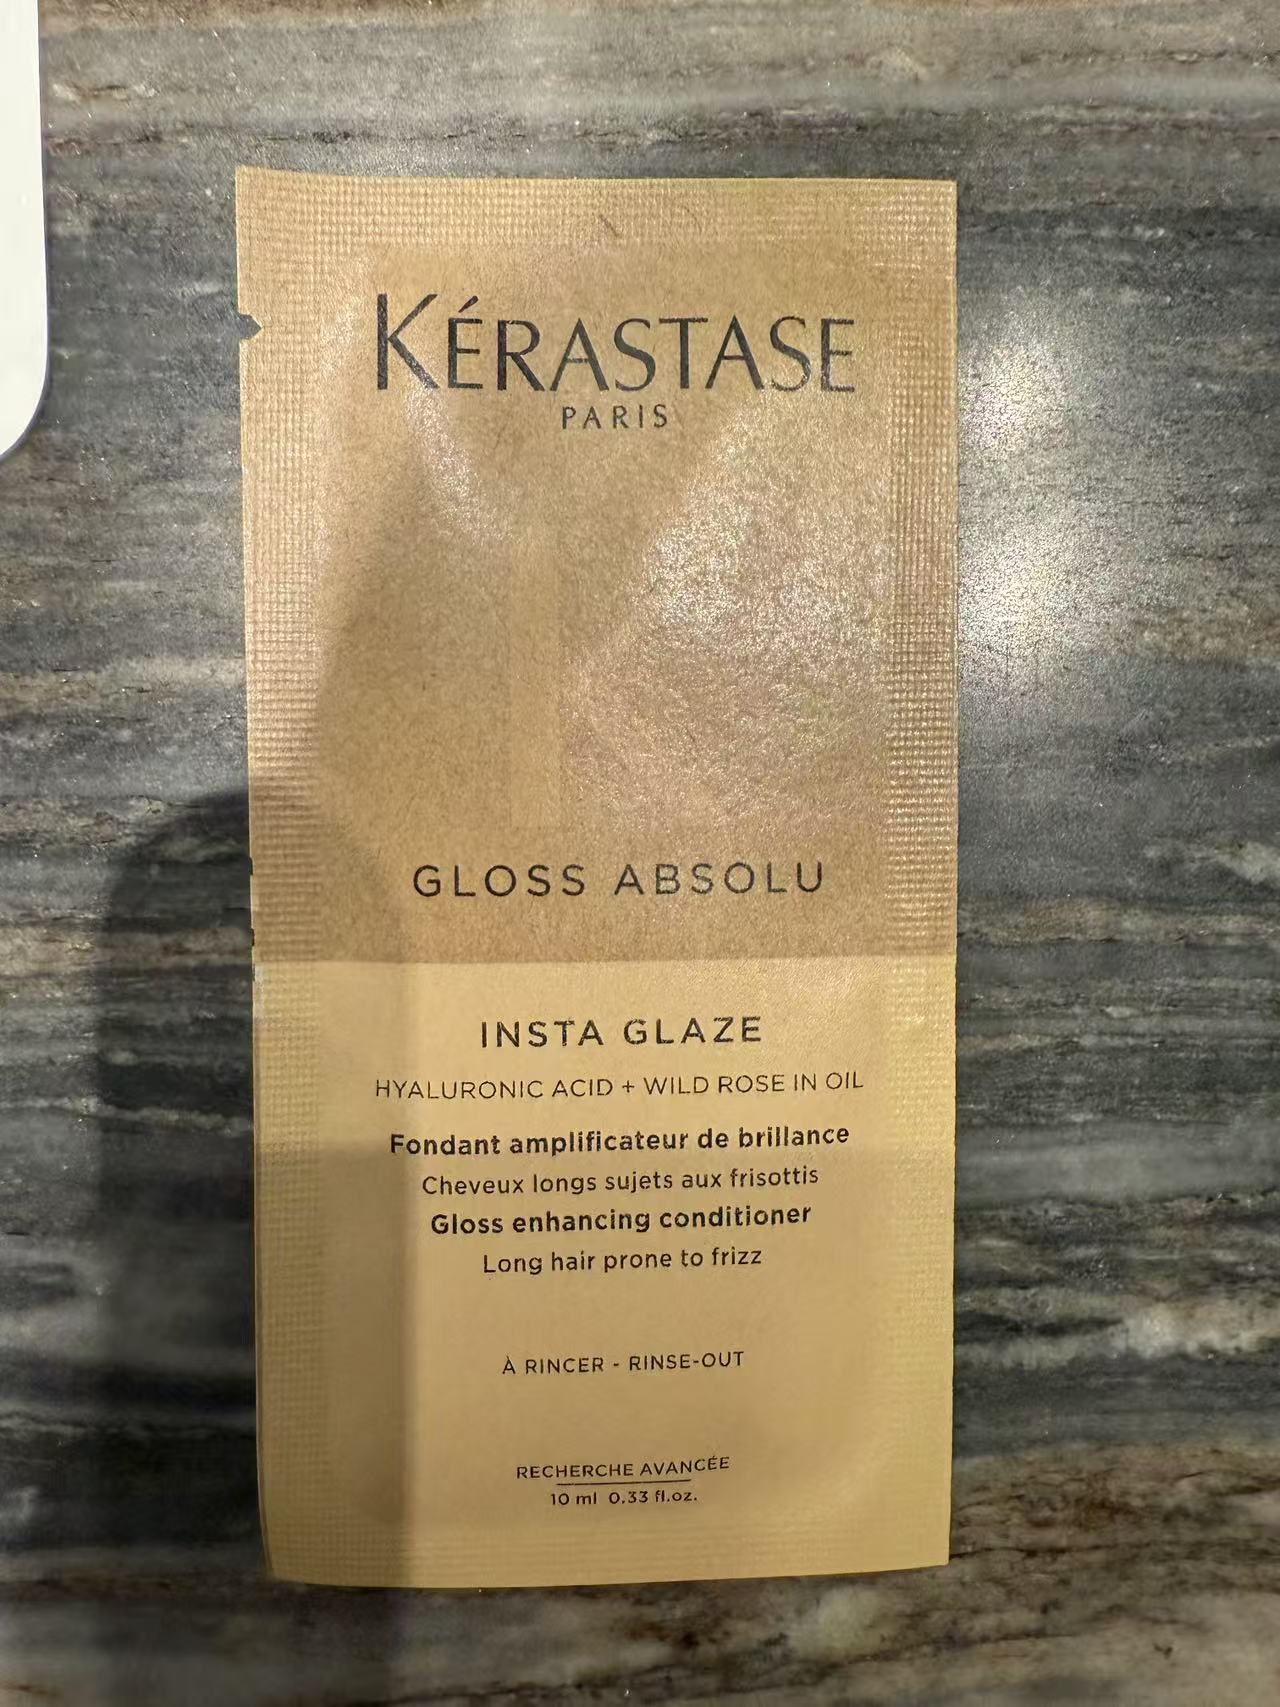 KÉRASTASE
PARIS
GLOSS ABSOLU
INSTA GLAZE
HYALURONIC ACID + WILD ROSE IN OIL
Fondant amplificateur de brillance
Cheveux longs sujets aux frisottis
Gloss enhancing conditioner
Long hair prone to frizz
À RINCER - RINSE-OUT
RECHERCHE AVANCÉE
10 ml 0.33 fl.oz.